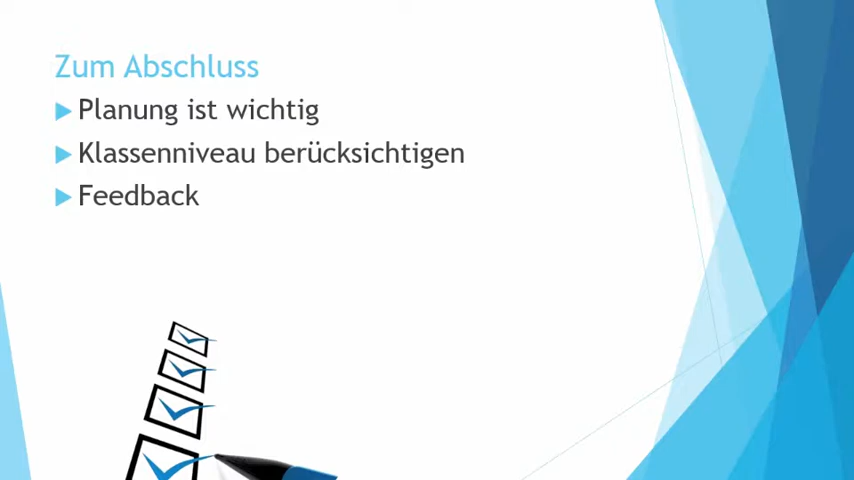 Zum Abschluss
Planung ist wichtig
Klassenniveau berücksichtigen
Feedback